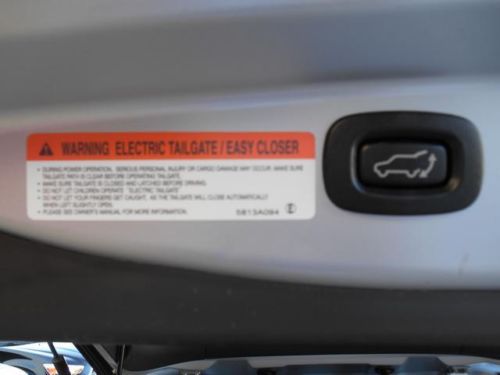 WARNING ELECTRIC TAILGATE / EASY CLOSER
• DURING POWER OPERATION, SERIOUS PERSONAL INJURY OR CARGO DAMAGE MAY OCCUR. MAKE SURE
TAILGATE PATH IS CLEAR BEFORE OPERATING TAILGATE.
• MAKE SURE TAILGATE IS CLOSED AND LATCHED BEFORE DRIVING.
• DO NOT LET CHILDREN OPERATE "ELECTRIC TAILGATE"
• DO NOT LET YOUR FINGERS GET CAUGHT, AS THE TAILGATE WILL CLOSE AUTOMATICALLY
WHEN LEFT SLIGHTLY OPEN.
• PLEASE SEE OWNER'S MANUAL FOR MORE INFORMATION.
5813A084